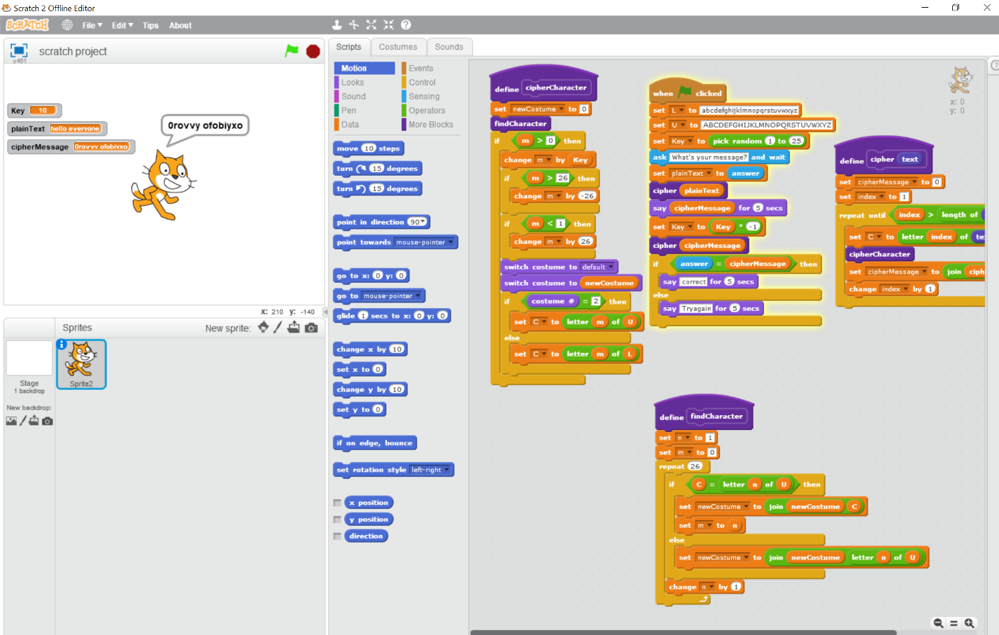 Scratch 2 Offline Editor
SCRATCH File Edit Tips About
v461 scratch project
Key 10
plainText hello everyone
cipherMessage 0rovvy ofobiyxo
0rovvy ofobiyxo
x: 210 y: -140
Sprites New sprite:
Stage
1 backdrop
New backdrop:
Sprite2
Scripts Costumes Sounds
Motion Events
Looks Control
Sound Sensing
Pen Operators
Data More Blocks
move 10 steps
turn 15 degrees
turn 15 degrees
point in direction 90
point towards mouse-pointer
go to x: 0 y: 0
go to mouse-pointer
glide 1 secs to x: 0 y: 0
change x by 10
set x to 0
change y by 10
set y to 0
if on edge, bounce
set rotation style left-right
x position
y position
direction
define cipherCharacter
set newCostume to 0
findCharacter
if m > 0 then
change m by Key
if m > 26 then
change m by -26
if m < 1 then
change m by 26
switch costume to default
switch costume to newCostume
if costume # = 2 then
set C to letter m of U
else
set C to letter m of L
when clicked
set L to abcdefghijklmnopqrstuvwxyz
set U to ABCDEFGHIJKLMNOPQRSTUVWXYZ
set Key to pick random 1 to 25
ask What's your message? and wait
set plainText to answer
cipher plainText
say cipherMessage for 5 secs
set Key to Key * -1
cipher cipherMessage
if answer = cipherMessage then
say correct for 5 secs
else
say Tryagain for 5 secs
x: 0
y: 0
define cipher text
set cipherMessage to 0
set index to 1
repeat until index > length of
set C to letter index of te
cipherCharacter
set cipherMessage to join ciph
change index by 1
define findCharacter
set n to 1
set m to 0
repeat 26
if C = letter n of U then
set newCostume to join newCostume C
set m to n
else
set newCostume to join newCostume letter n of U
change n by 1